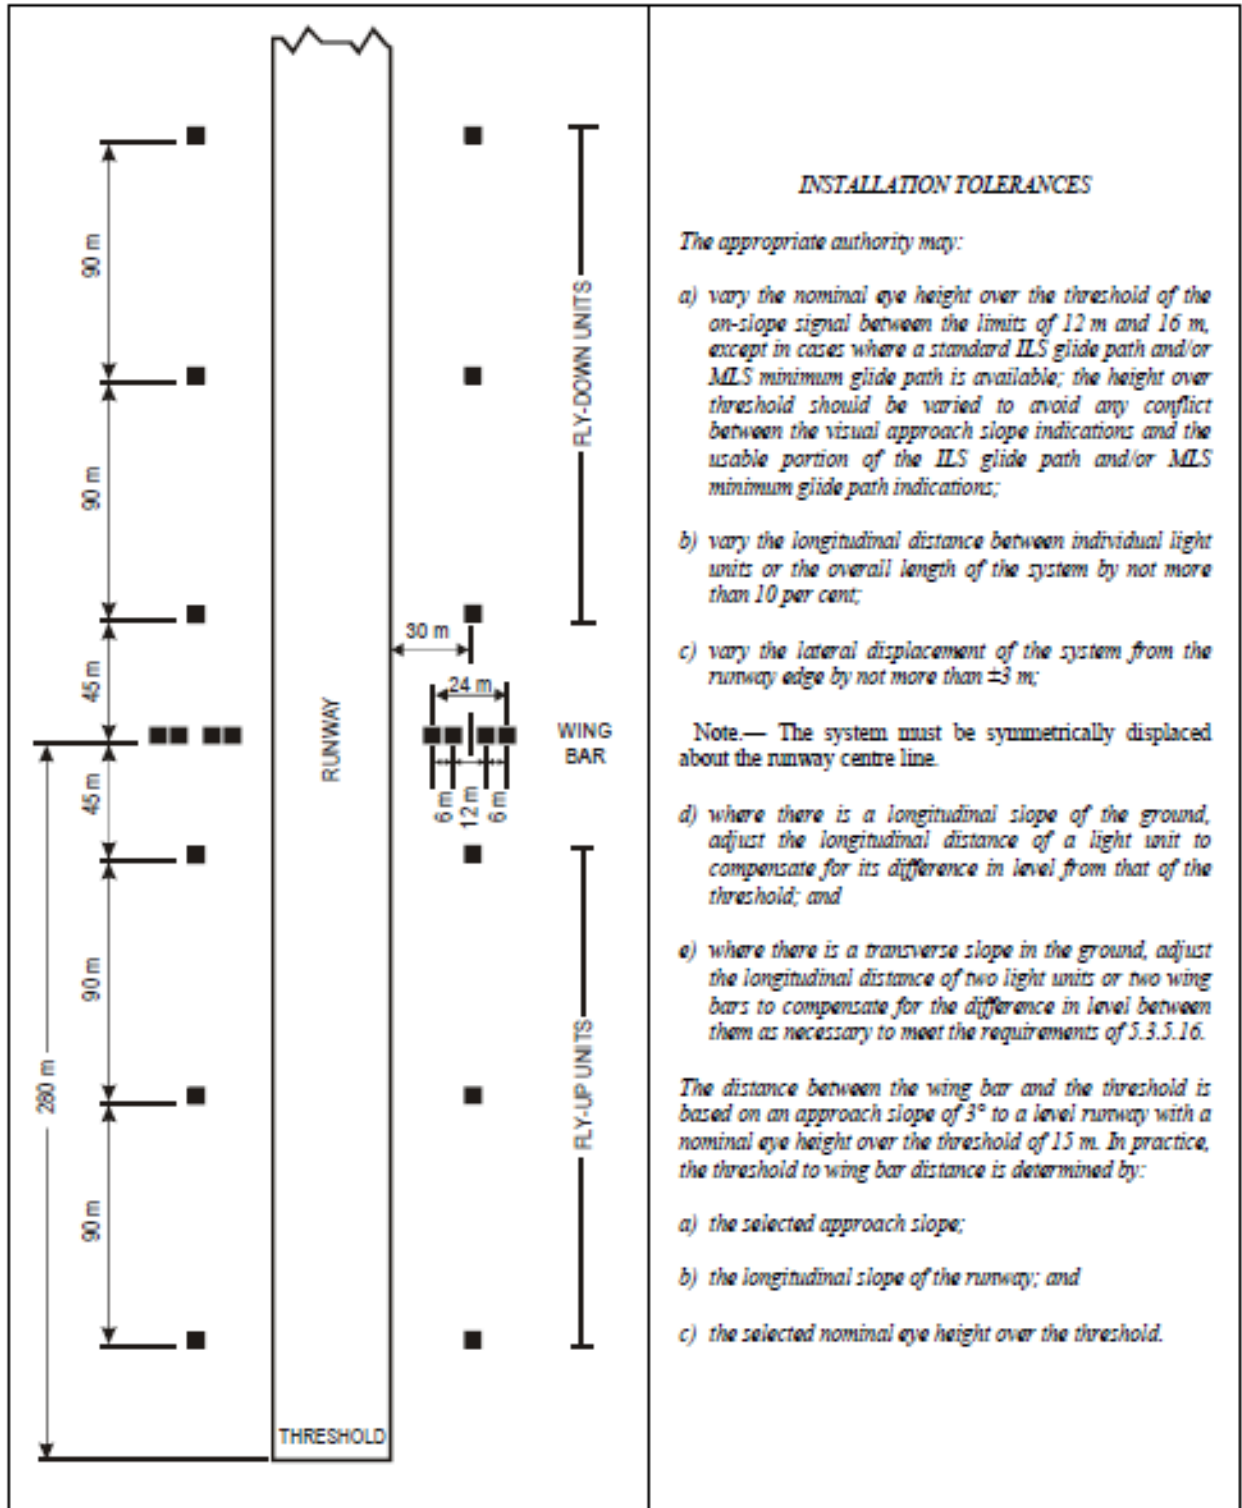 90 m
90 m
45 m
45 m
90 m
90 m
280 m
RUNWAY
THRESHOLD
30 m
24 m
6 m
12 m
6 m
FLY-DOWN UNITS
WING
BAR
FLY-UP UNITS
INSTALLATION TOLERANCES
The appropriate authority may:
a) vary the nominal eye height over the threshold of the
on-slope signal between the limits of 12 m and 16 m,
except in cases where a standard ILS glide path and/or
MLS minimum glide path is available; the height over
threshold should be varied to avoid any conflict
between the visual approach slope indications and the
usable portion of the ILS glide path and/or MLS
minimum glide path indications;
b) vary the longitudinal distance between individual light
units or the overall length of the system by not more
than 10 per cent;
c) vary the lateral displacement of the system from the
runway edge by not more than ±3 m;
Note.— The system must be symmetrically displaced
about the runway centre line.
d) where there is a longitudinal slope of the ground,
adjust the longitudinal distance of a light unit to
compensate for its difference in level from that of the
threshold; and
e) where there is a transverse slope in the ground, adjust
the longitudinal distance of two light units or two wing
bars to compensate for the difference in level between
them as necessary to meet the requirements of 5.3.5.16.
The distance between the wing bar and the threshold is
based on an approach slope of 3° to a level runway with a
nominal eye height over the threshold of 15 m. In practice,
the threshold to wing bar distance is determined by:
a) the selected approach slope;
b) the longitudinal slope of the runway; and
c) the selected nominal eye height over the threshold.